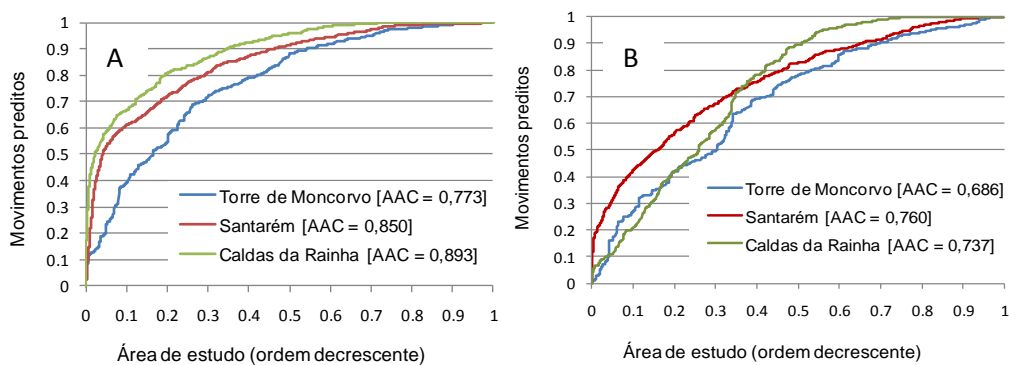 A
1
0.9
0.8
0.7
0.6
0.5
0.4
0.3
0.2
0.1
0
Movimentos preditos
Torre de Moncorvo [AAC = 0,773]
Santarém [AAC = 0,850]
Caldas da Rainha [AAC = 0,893]
0 0.1 0.2 0.3 0.4 0.5 0.6 0.7 0.8 0.9 1
Área de estudo (ordem decrescente)
B
1
0.9
0.8
0.7
0.6
0.5
0.4
0.3
0.2
0.1
0
Movimentos preditos
Torre de Moncorvo [AAC = 0,686]
Santarém [AAC = 0,760]
Caldas da Rainha [AAC = 0,737]
0 0.1 0.2 0.3 0.4 0.5 0.6 0.7 0.8 0.9 1
Área de estudo (ordem decrescente)